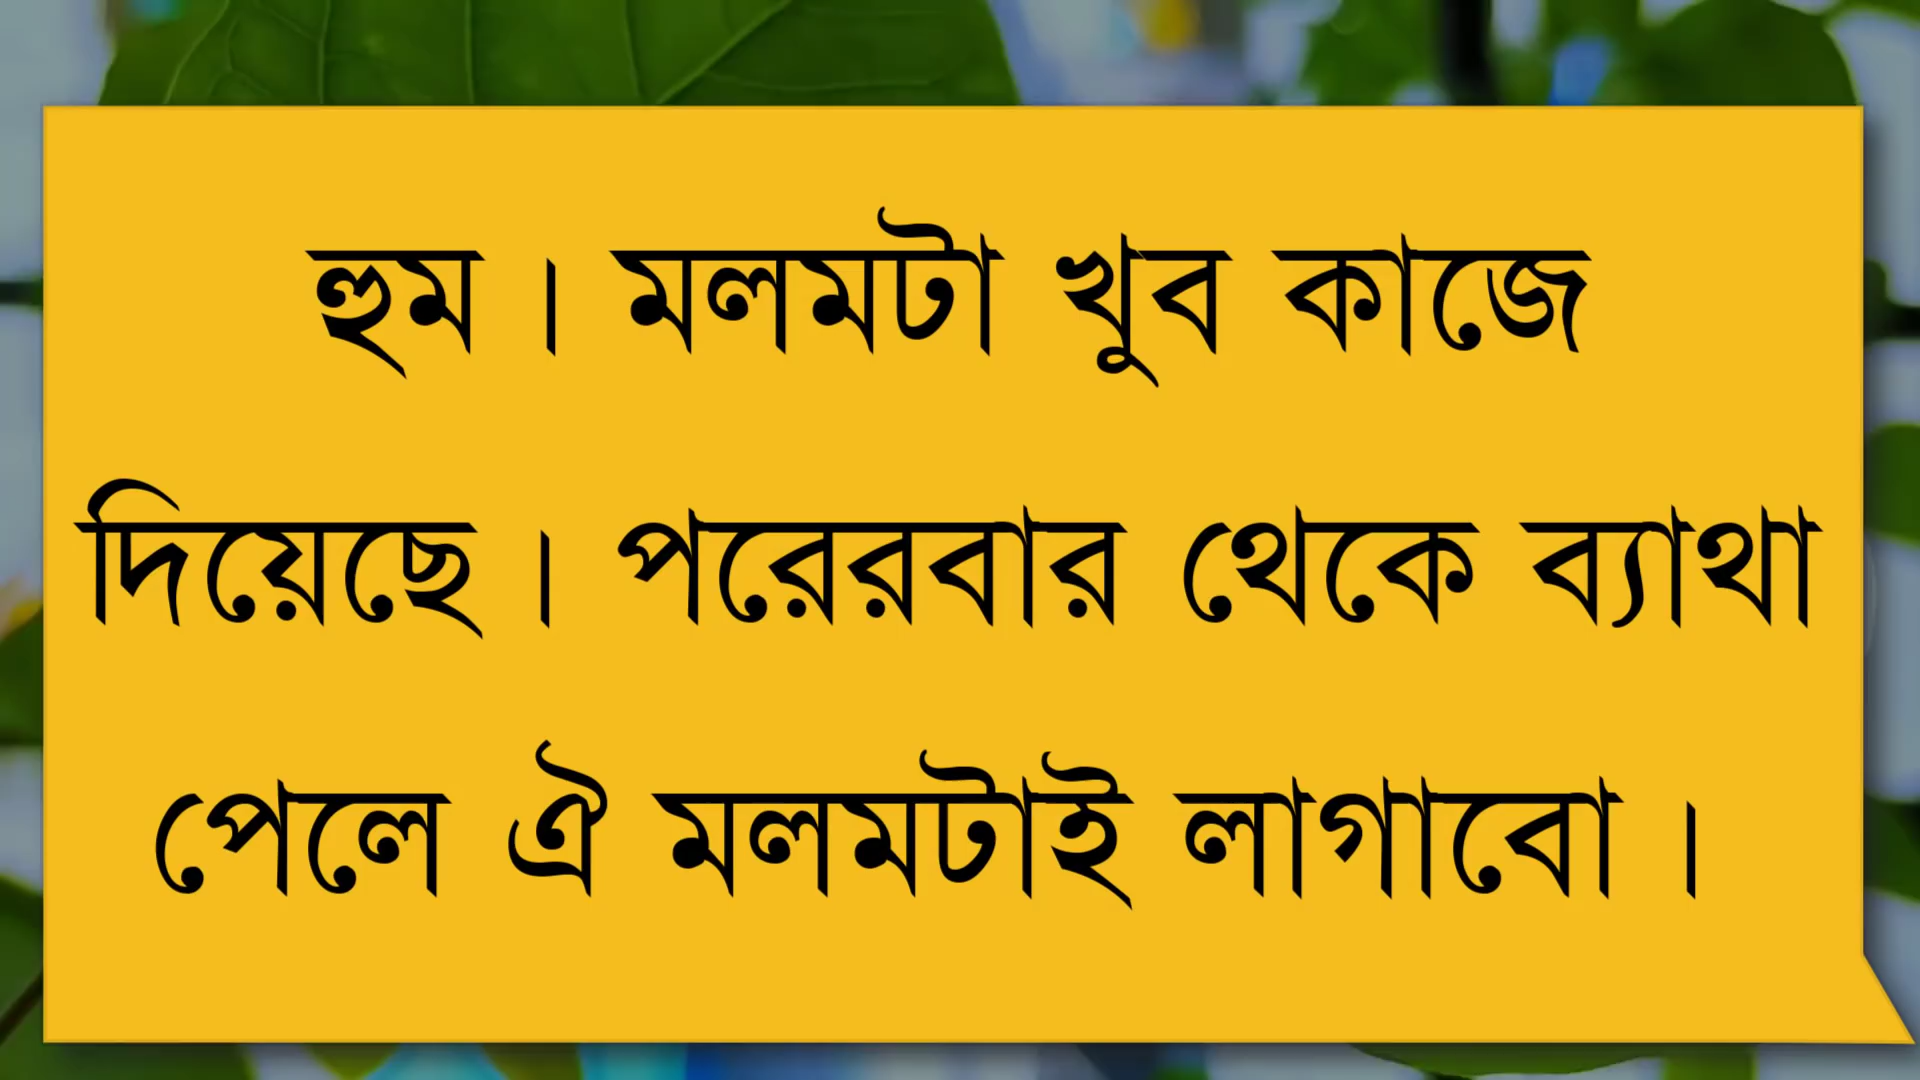 হুম । মলমটা খুব কাজে
দিয়েছে । পরেরবার থেকে ব্যাথা
পেলে ঐ মলমটাই লাগাবো ।